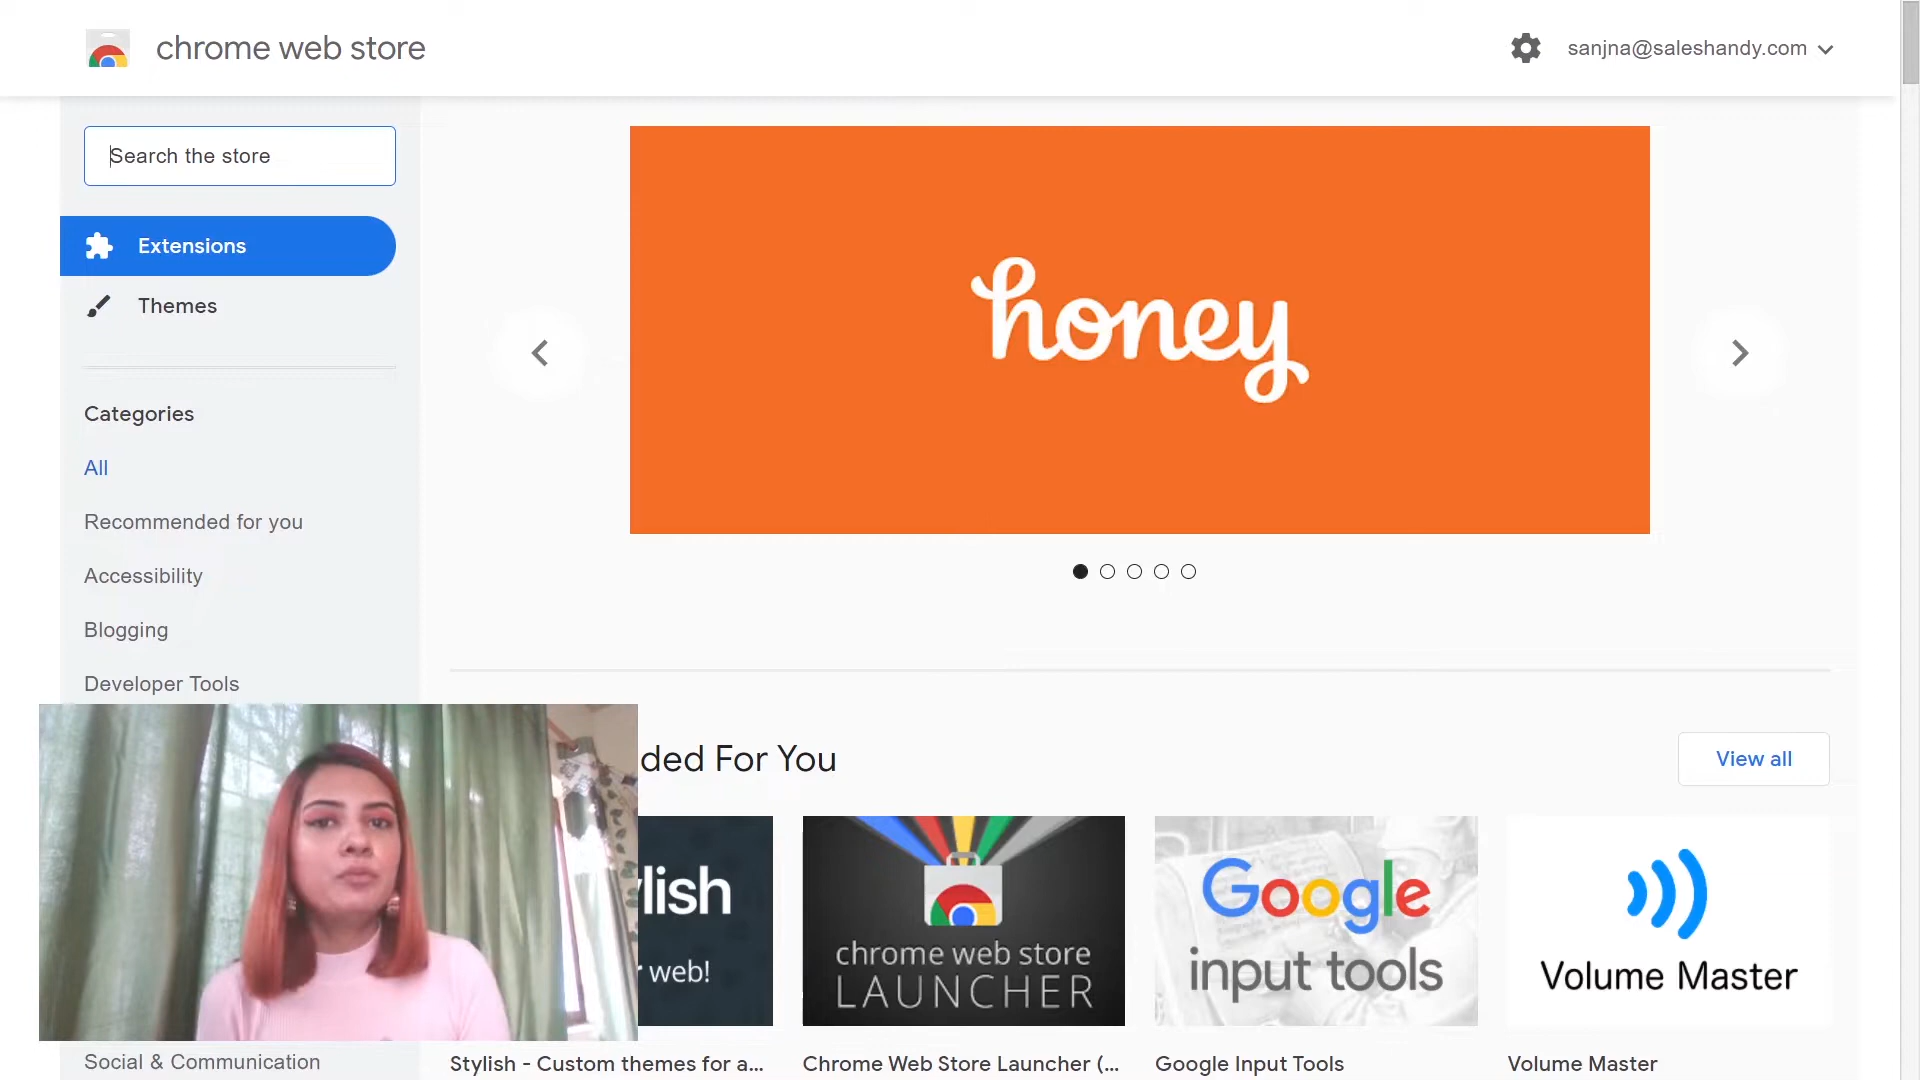 chrome web store
sanjna@saleshandy.com
Search the store
Extensions
Themes
Categories
All
Recommended for you
Accessibility
Blogging
Developer Tools
Social & Communication
honey
ded For You
View all
lish
web!
chrome web store
LAUNCHER
Google
input tools
Volume Master
Stylish - Custom themes for a...
Chrome Web Store Launcher (...
Google Input Tools
Volume Master